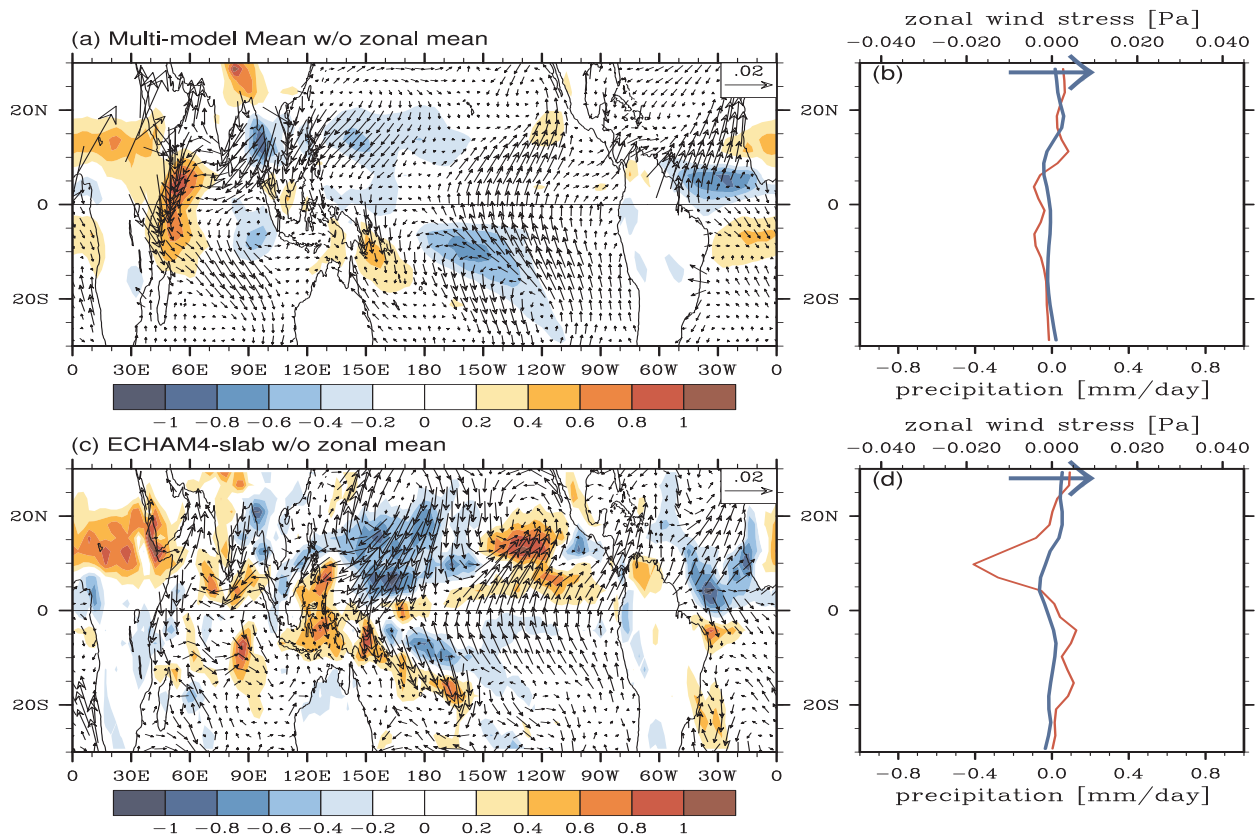 (a) Multi-model Mean w/o zonal mean
.02
20N
0
20S
0 30E 60E 90E 120E 150E 180 150W 120W 90W 60W 30W 0
−1 −0.8 −0.6 −0.4 −0.2 0 0.2 0.4 0.6 0.8 1
zonal wind stress [Pa]
−0.040 −0.020 0.000 0.020 0.040
(b)
20N
0
20S
−0.8 −0.4 0.0 0.4 0.8
precipitation [mm/day]
(c) ECHAM4-slab w/o zonal mean
.02
20N
0
20S
0 30E 60E 90E 120E 150E 180 150W 120W 90W 60W 30W 0
−1 −0.8 −0.6 −0.4 −0.2 0 0.2 0.4 0.6 0.8 1
zonal wind stress [Pa]
−0.040 −0.020 0.000 0.020 0.040
(d)
20N
0
20S
−0.8 −0.4 0.0 0.4 0.8
precipitation [mm/day]